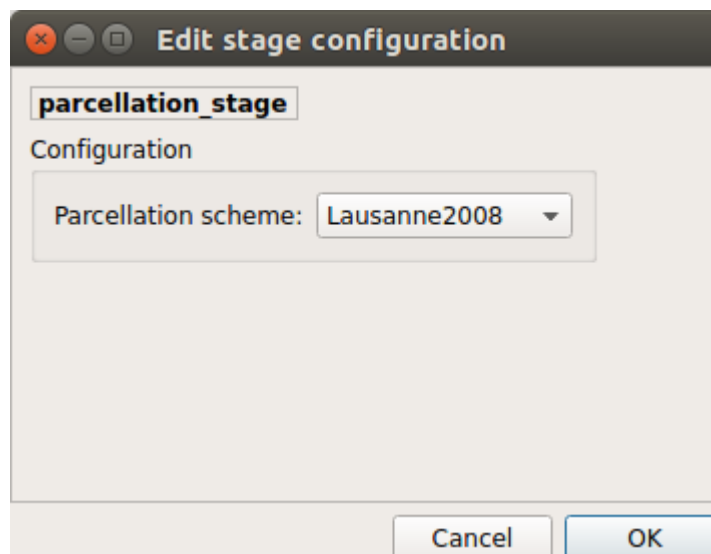 Edit stage configuration
parcellation_stage
Configuration
Parcellation scheme: Lausanne2008
Cancel OK